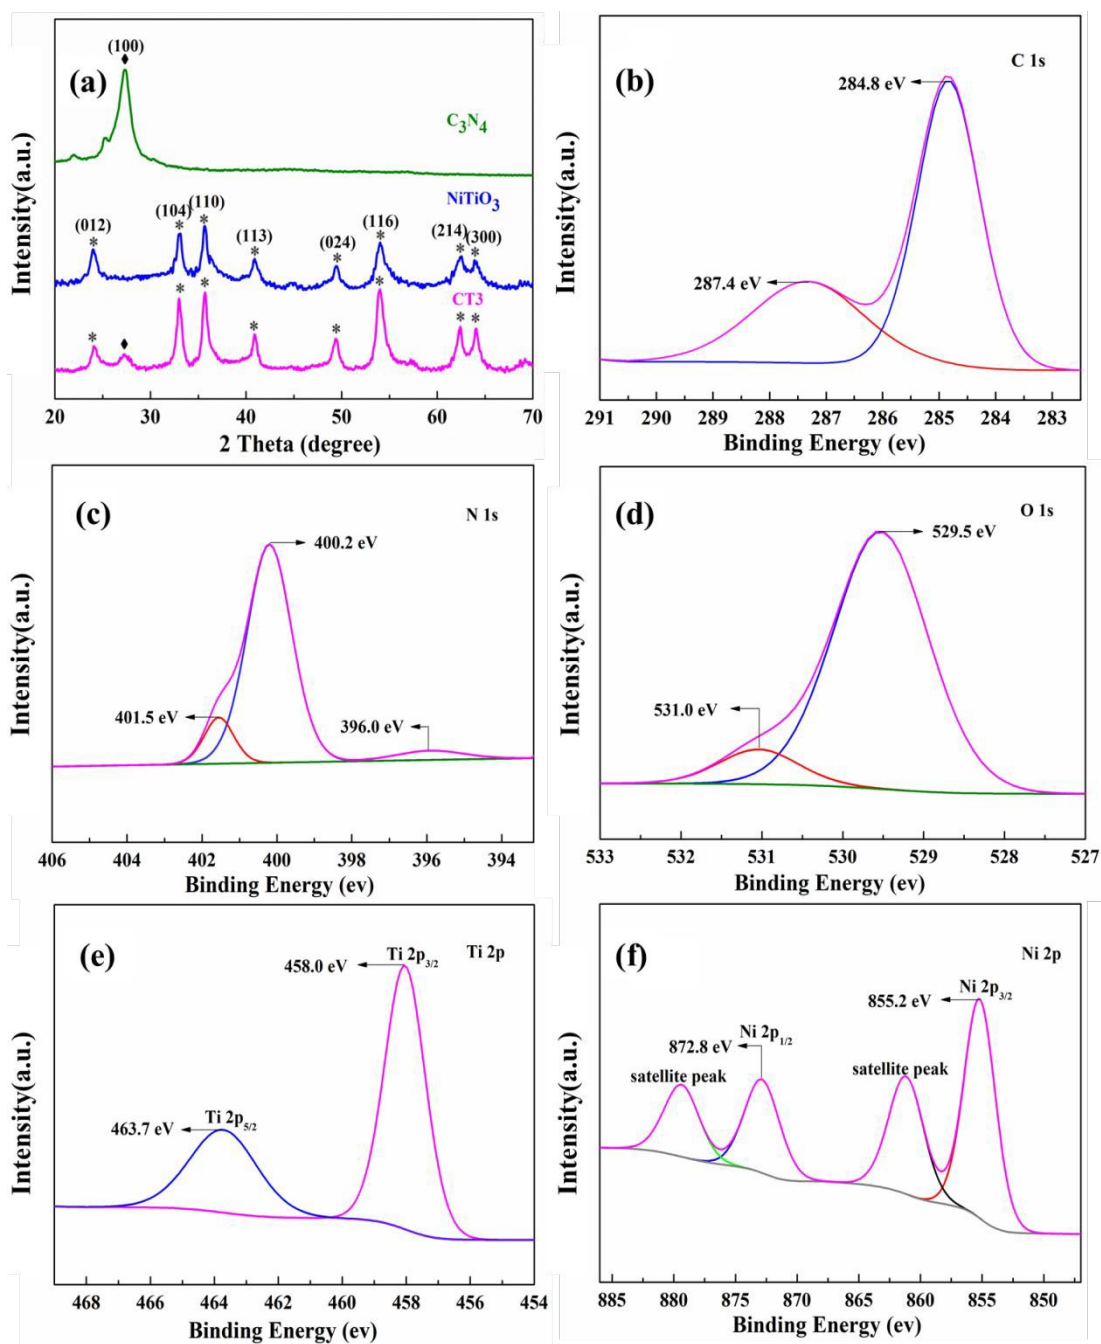 (a)
(100)
C3N4
NiTiO3
(012)
(104)
(110)
(113)
(024)
(116)
(214)
(300)
CT3
Intensity(a.u.)
20 30 40 50 60 70
2 Theta (degree)
(b)
C 1s
284.8 eV
287.4 eV
Intensity(a.u.)
291 290 289 288 287 286 285 284 283
Binding Energy (ev)
(c)
N 1s
400.2 eV
401.5 eV
396.0 eV
Intensity(a.u.)
406 404 402 400 398 396 394
Binding Energy (ev)
(d)
O 1s
529.5 eV
531.0 eV
Intensity(a.u.)
533 532 531 530 529 528 527
Binding Energy (ev)
(e)
Ti 2p
458.0 eV
Ti 2p3/2
463.7 eV
Ti 2p5/2
Intensity(a.u.)
468 466 464 462 460 458 456 454
Binding Energy (ev)
(f)
Ni 2p
Ni 2p3/2
855.2 eV
Ni 2p1/2
872.8 eV
satellite peak
satellite peak
Intensity(a.u.)
885 880 875 870 865 860 855 850
Binding Energy (ev)